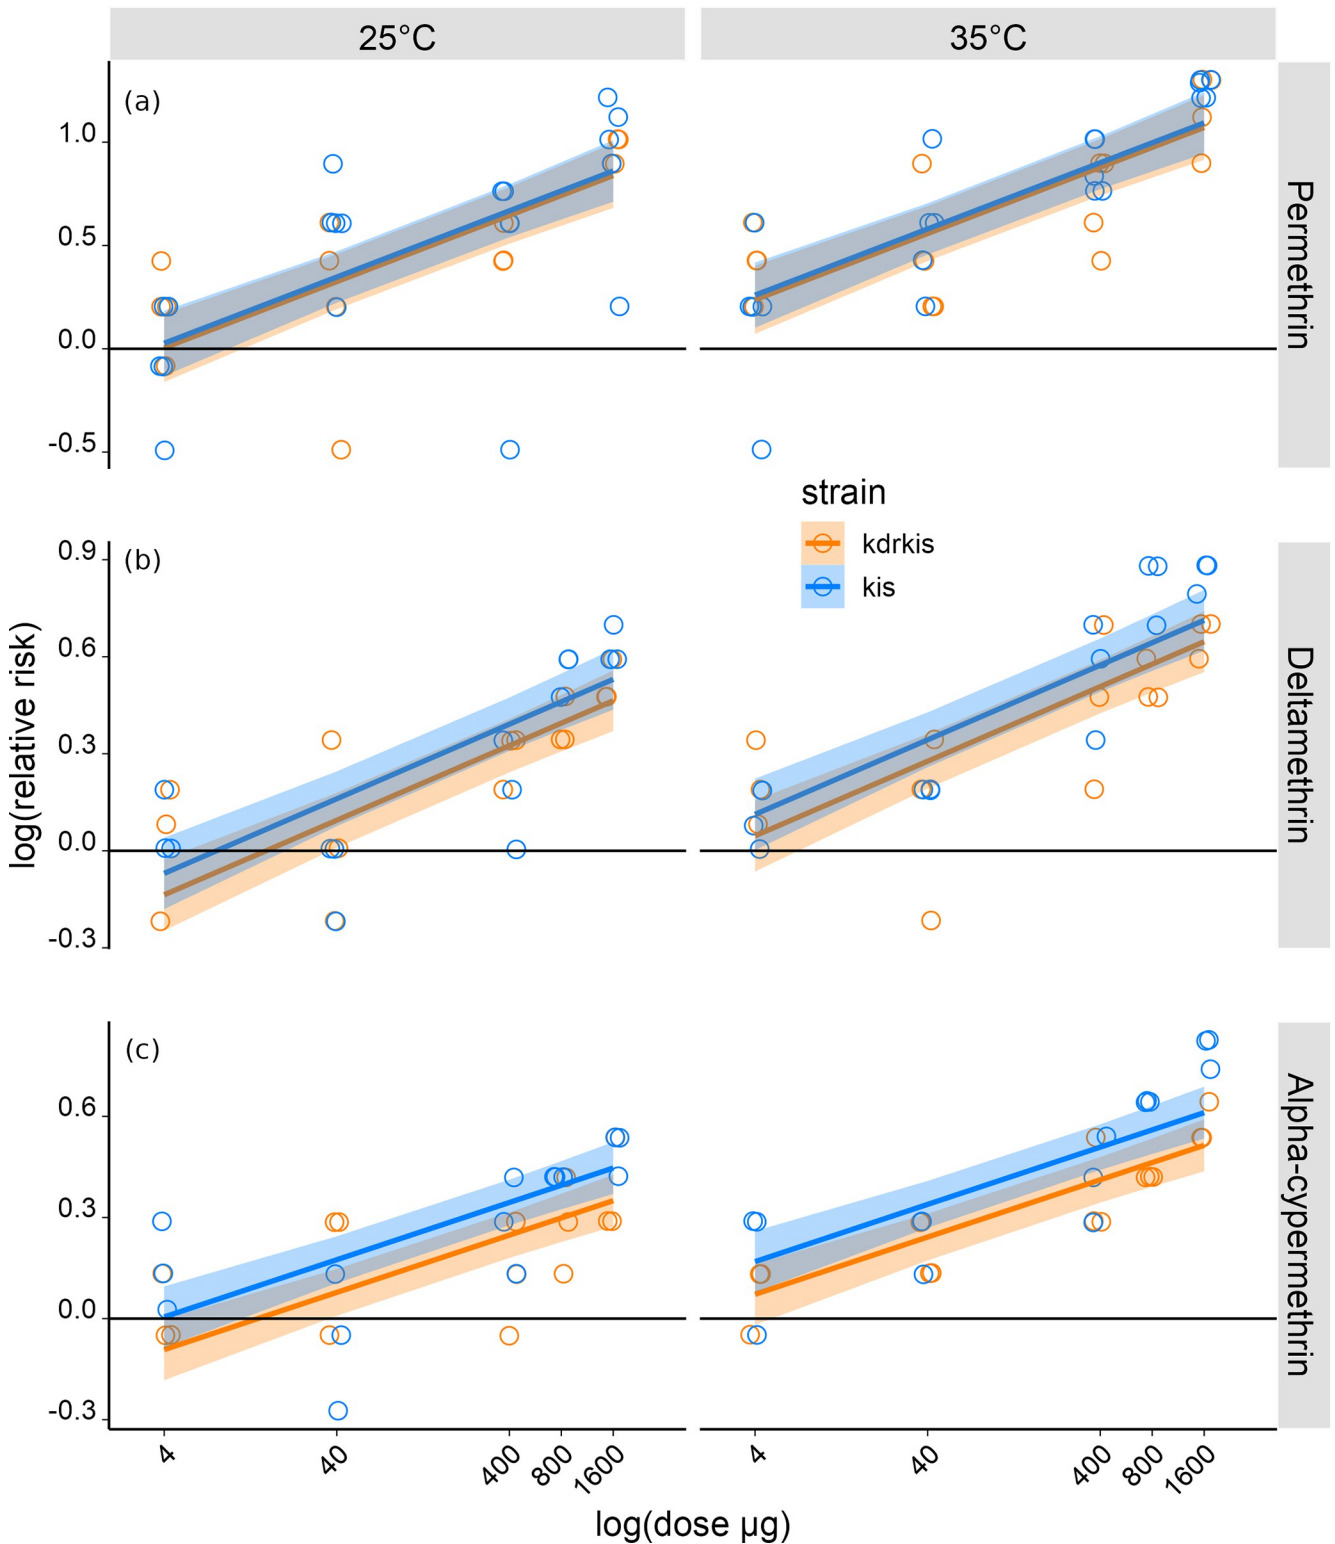 25°C
35°C
(a)
1.0
0.5
0.0
-0.5
Permethrin
strain
kdrkis
kis
(b)
0.9
0.6
0.3
0.0
-0.3
Deltamethrin
log(relative risk)
(c)
0.6
0.3
0.0
-0.3
Alpha-cypermethrin
4
40
400
800
1600
4
40
400
800
1600
log(dose µg)